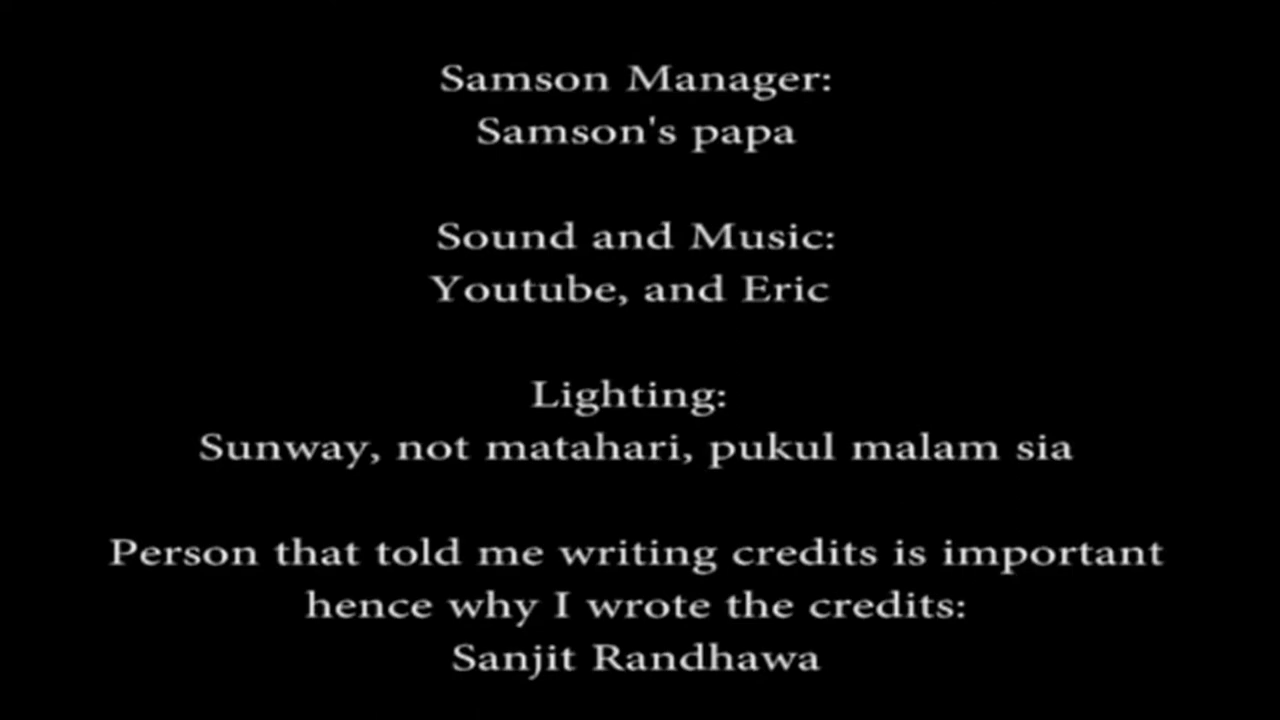 Samson Manager:
Samson's papa
Sound and Music:
Youtube, and Eric
Lighting:
Sunway, not matahari, pukul malam sia
Person that told me writing credits is important
hence why I wrote the credits:
Sanjit Randhawa